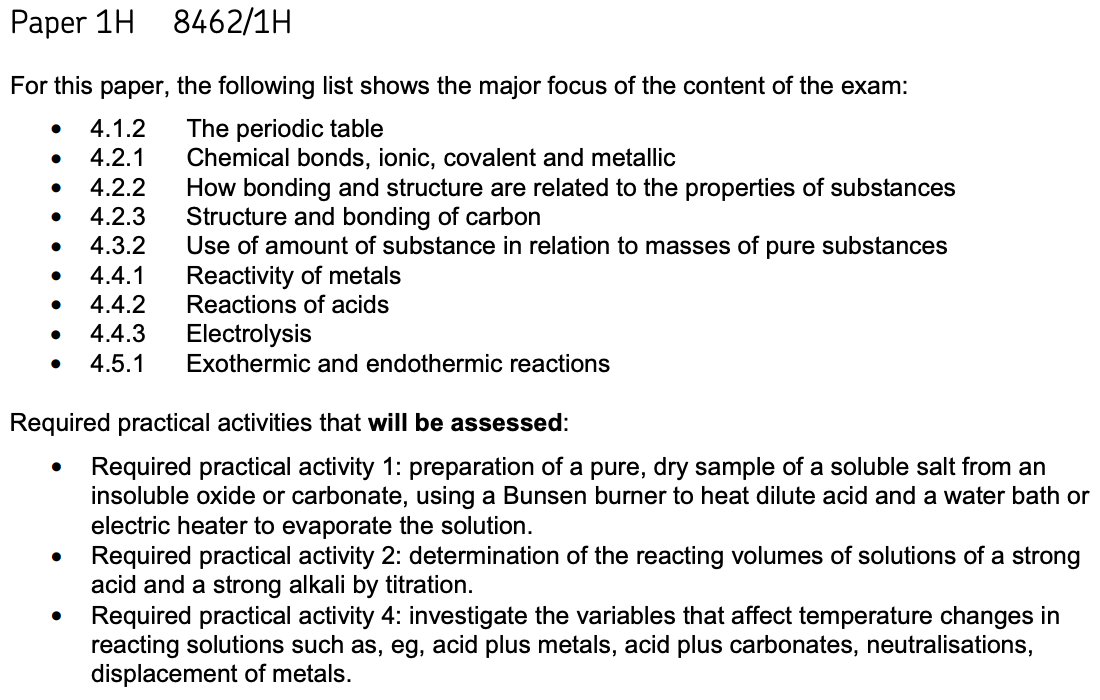 Paper 1H 8462/1H
For this paper, the following list shows the major focus of the content of the exam:
• 4.1.2 The periodic table
• 4.2.1 Chemical bonds, ionic, covalent and metallic
• 4.2.2 How bonding and structure are related to the properties of substances
• 4.2.3 Structure and bonding of carbon
• 4.3.2 Use of amount of substance in relation to masses of pure substances
• 4.4.1 Reactivity of metals
• 4.4.2 Reactions of acids
• 4.4.3 Electrolysis
• 4.5.1 Exothermic and endothermic reactions
Required practical activities that will be assessed:
• Required practical activity 1: preparation of a pure, dry sample of a soluble salt from an
insoluble oxide or carbonate, using a Bunsen burner to heat dilute acid and a water bath or
electric heater to evaporate the solution.
• Required practical activity 2: determination of the reacting volumes of solutions of a strong
acid and a strong alkali by titration.
• Required practical activity 4: investigate the variables that affect temperature changes in
reacting solutions such as, eg, acid plus metals, acid plus carbonates, neutralisations,
displacement of metals.